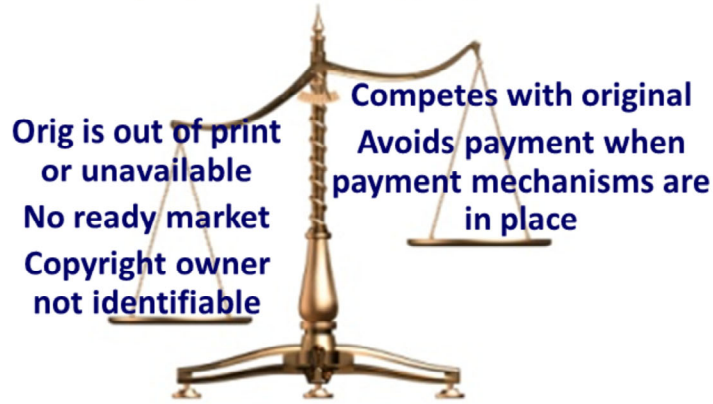 Orig is out of print
or unavailable
No ready market
Copyright owner
not identifiable
Competes with original
Avoids payment when
payment mechanisms are
in place